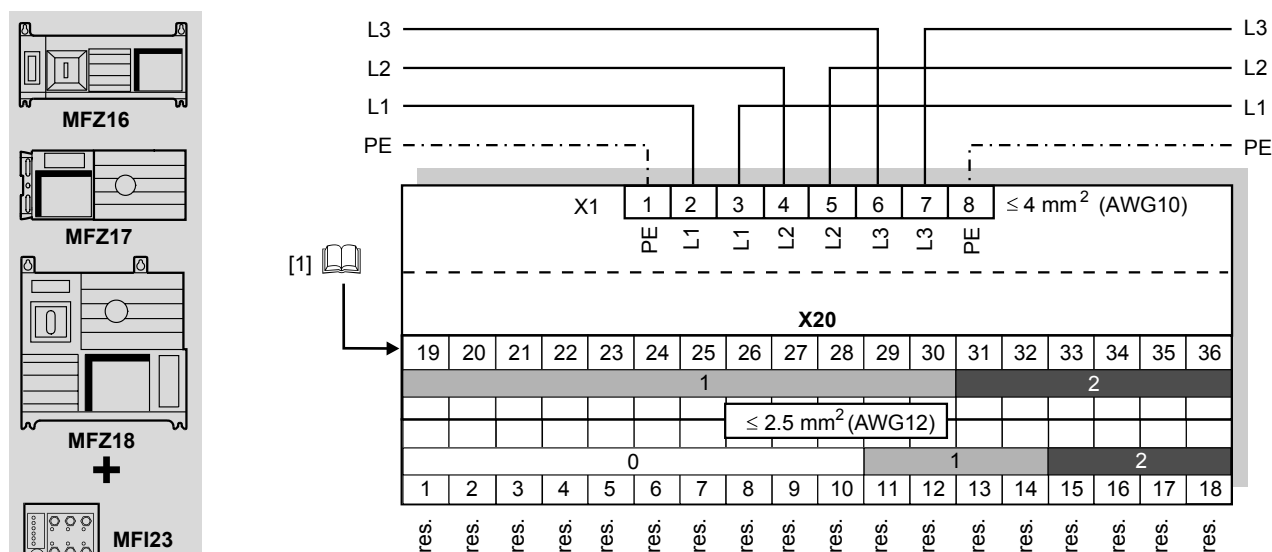 MFZ16
MFZ17
MFZ18
+
MFI23
L3 L3
L2 L2
L1 L1
PE PE
X1 1 2 3 4 5 6 7 8 ≤ 4 mm² (AWG10)
PE L1 L1 L2 L2 L3 L3 PE
[1]
X20
19 20 21 22 23 24 25 26 27 28 29 30 31 32 33 34 35 36
1 2
≤ 2.5 mm² (AWG12)
0 1 2
1 2 3 4 5 6 7 8 9 10 11 12 13 14 15 16 17 18
res. res. res. res. res. res. res. res. res. res. res. res. res. res. res. res. res. res.